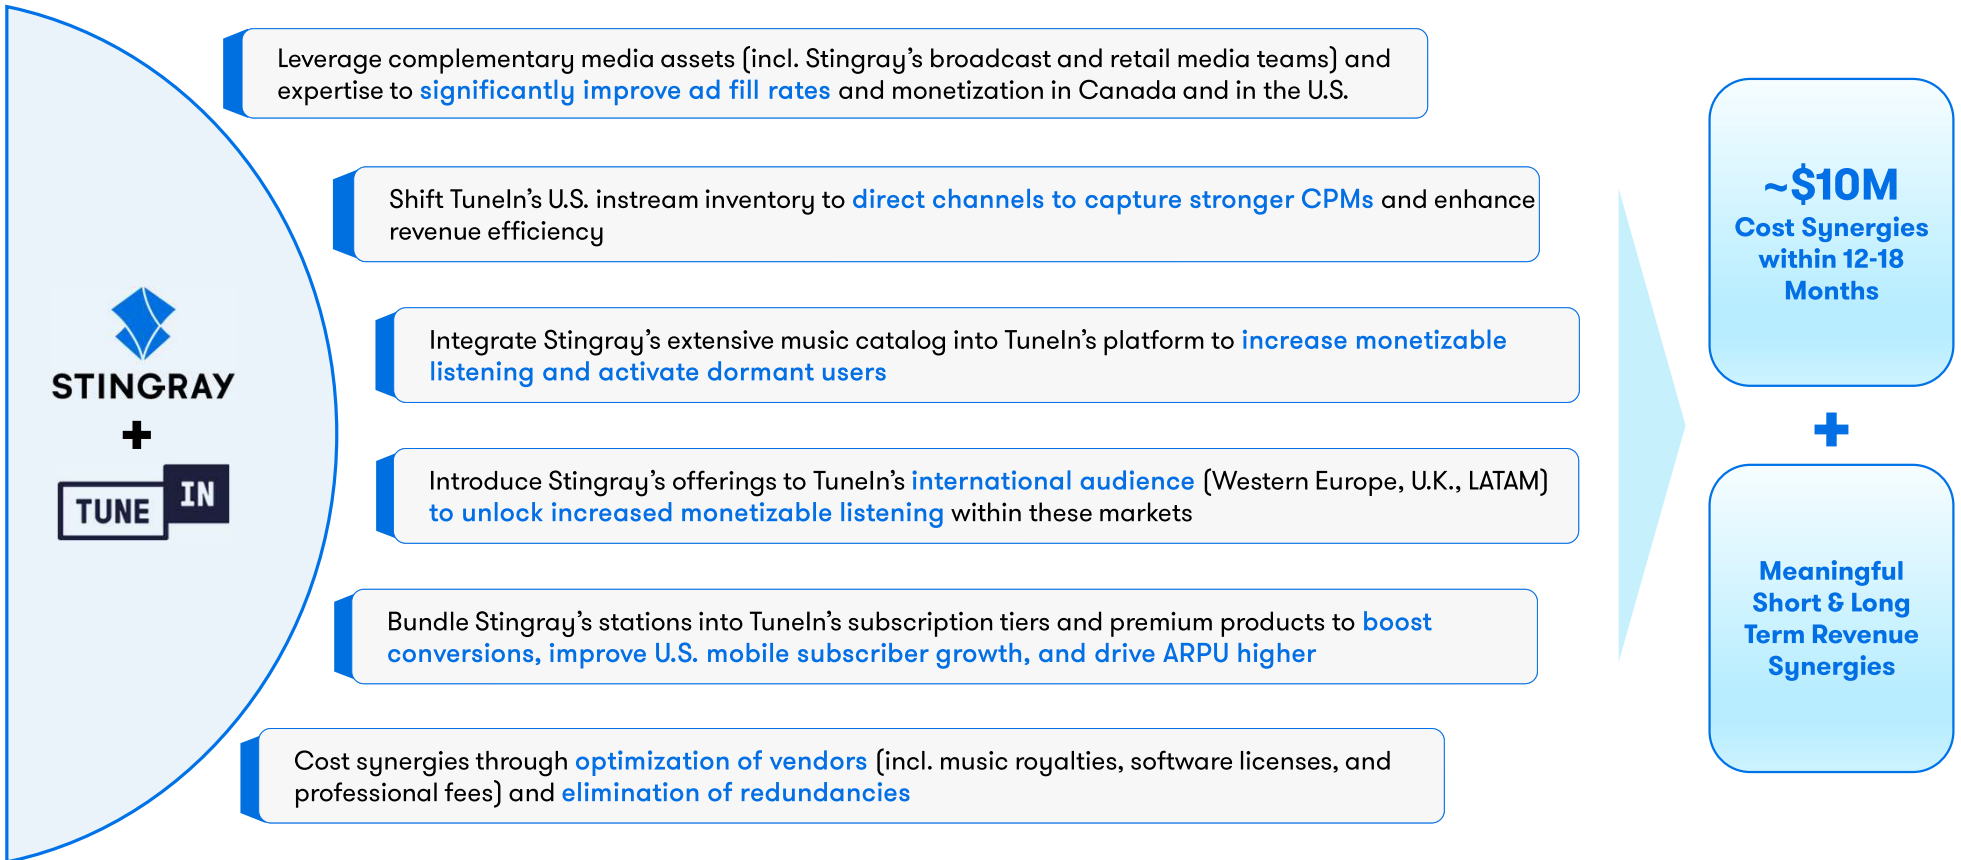 Leverage complementary media assets (incl. Stingray's broadcast and retail media teams) and
expertise to significantly improve ad fill rates and monetization in Canada and in the U.S.
Shift TuneIn's U.S. instream inventory to direct channels to capture stronger CPMs and enhance
revenue efficiency
Integrate Stingray's extensive music catalog into TuneIn's platform to increase monetizable
listening and activate dormant users
Introduce Stingray's offerings to TuneIn's international audience (Western Europe, U.K., LATAM)
to unlock increased monetizable listening within these markets
Bundle Stingray's stations into TuneIn's subscription tiers and premium products to boost
conversions, improve U.S. mobile subscriber growth, and drive ARPU higher
Cost synergies through optimization of vendors (incl. music royalties, software licenses, and
professional fees) and elimination of redundancies
STINGRAY
+
TUNE IN
~$10M
Cost Synergies
within 12-18
Months
+
Meaningful
Short & Long
Term Revenue
Synergies